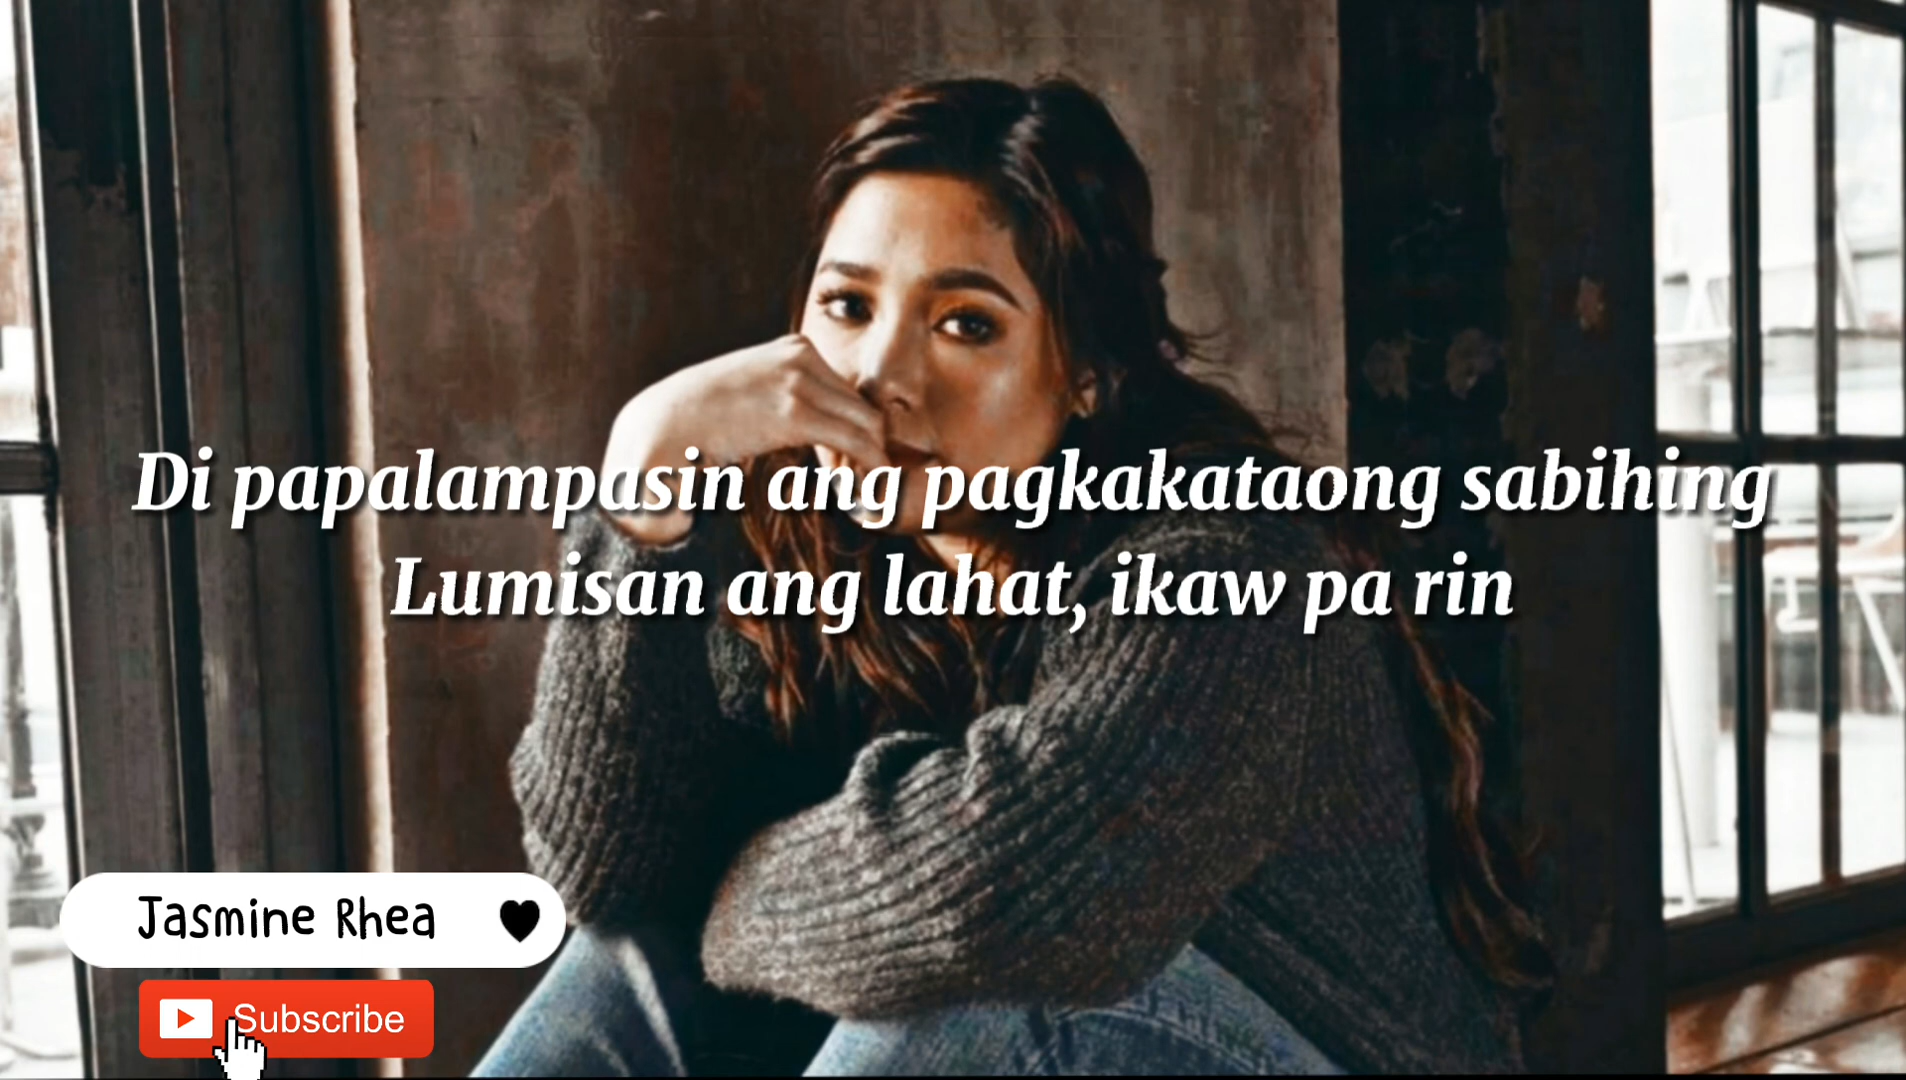 Di papalampasin ang pagkakataong sabihing
Lumisan ang lahat, ikaw pa rin
Jasmine Rhea
Subscribe